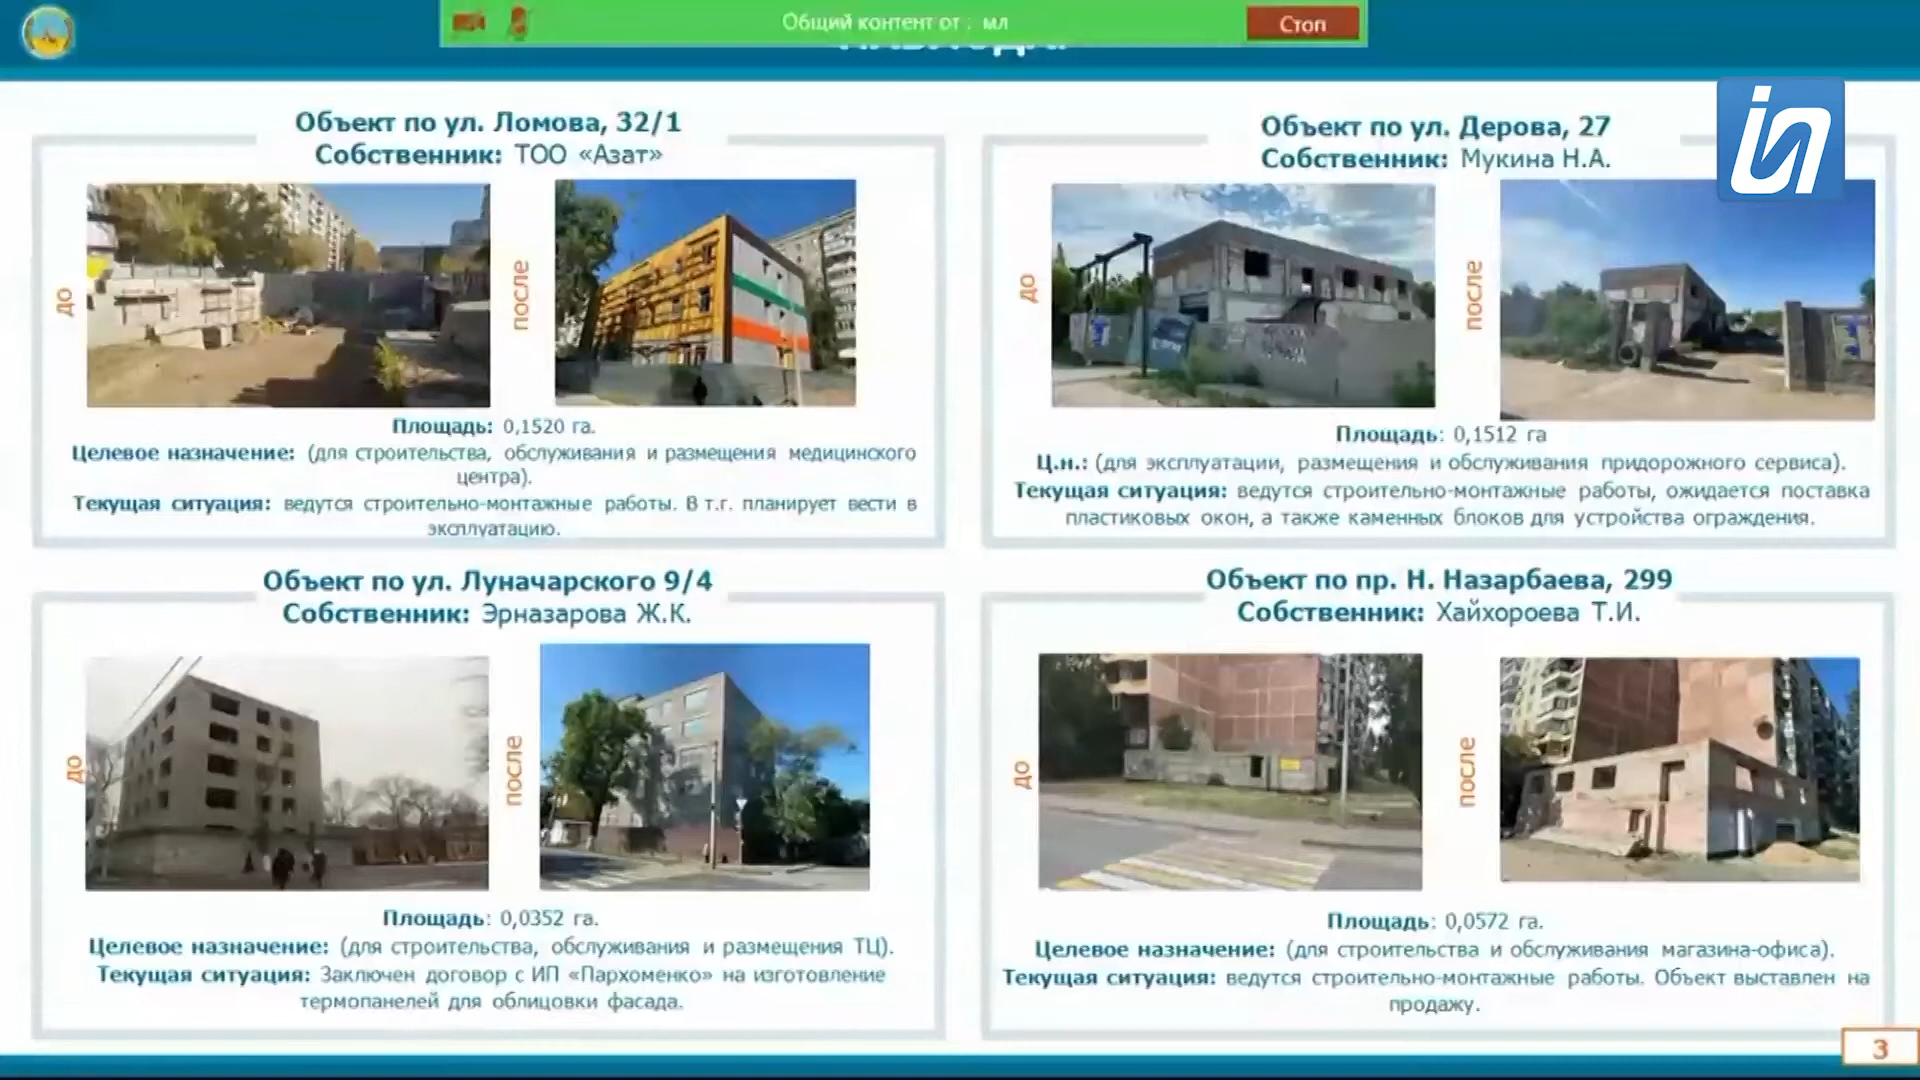 Общий контент от : мл
Стоп
Объект по ул. Ломова, 32/1
Собственник: ТОО «Азат»
до
после
Площадь: 0,1520 га.
Целевое назначение: (для строительства, обслуживания и размещения медицинского
центра).
Текущая ситуация: ведутся строительно-монтажные работы. В т.г. планирует вести в
эксплуатацию.
Объект по ул. Дерова, 27
Собственник: Мукина Н.А.
до
после
Площадь: 0,1512 га
Ц.н.: (для эксплуатации, размещения и обслуживания придорожного сервиса).
Текущая ситуация: ведутся строительно-монтажные работы, ожидается поставка
пластиковых окон, а также каменных блоков для устройства ограждения.
Объект по ул. Луначарского 9/4
Собственник: Эрназарова Ж.К.
до
после
Площадь: 0,0352 га.
Целевое назначение: (для строительства, обслуживания и размещения ТЦ).
Текущая ситуация: Заключен договор с ИП «Пархоменко» на изготовление
термопанелей для облицовки фасада.
Объект по пр. Н. Назарбаева, 299
Собственник: Хайхороева Т.И.
до
после
Площадь: 0,0572 га.
Целевое назначение: (для строительства и обслуживания магазина-офиса).
Текущая ситуация: ведутся строительно-монтажные работы. Объект выставлен на
продажу.
3